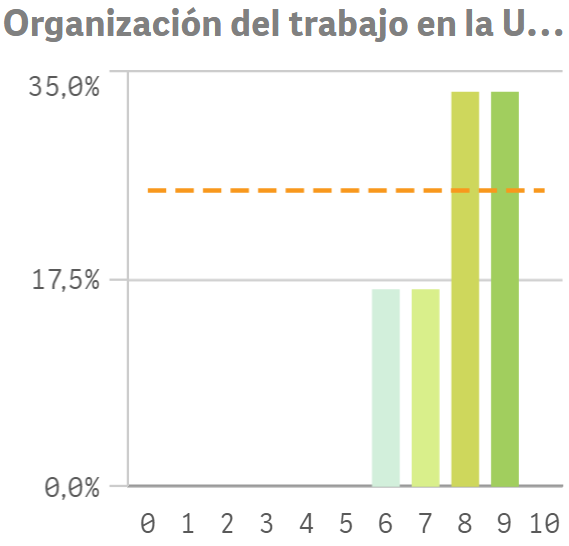 Organización del trabajo en la U...
35,0%
17,5%
0,0%
0 1 2 3 4 5 6 7 8 9 10